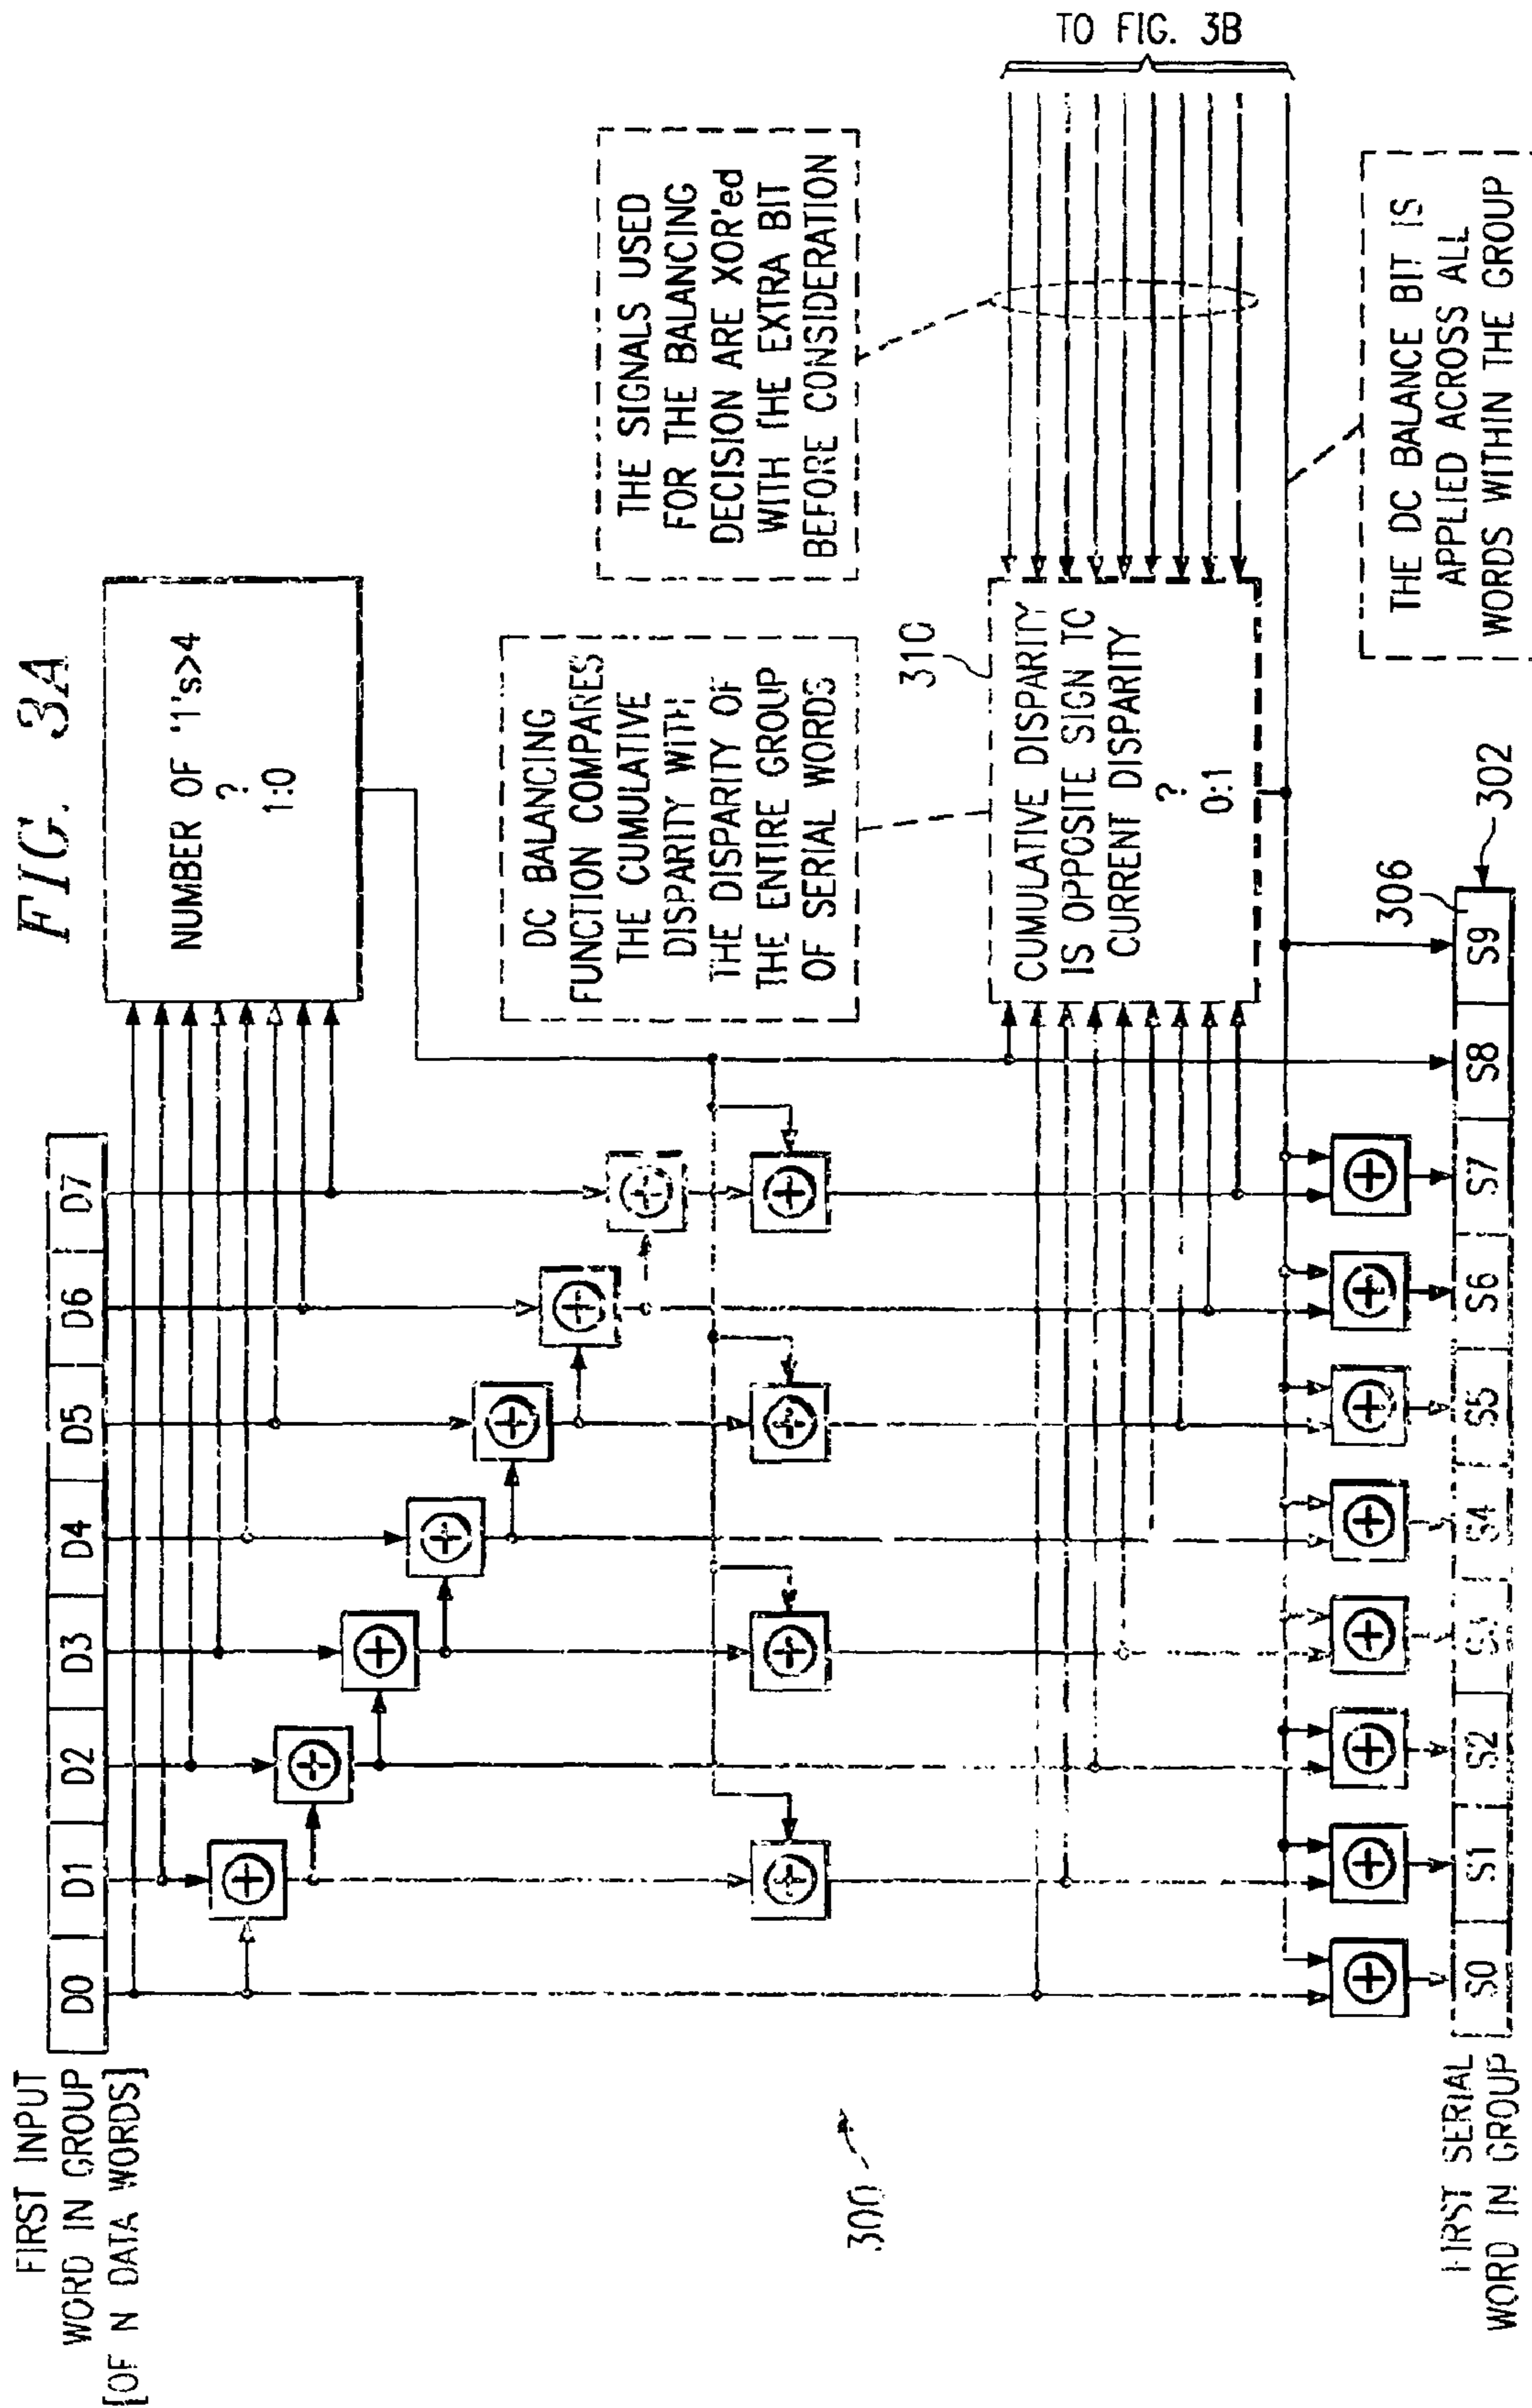 FIG. 3A
FIRST INPUT
WORD IN GROUP
[OF N DATA WORDS]
D0 D1 D2 D3 D4 D5 D6 D7
NUMBER OF '1's>4
?
1:0
DC BALANCING
FUNCTION COMPARES
THE CUMULATIVE
DISPARITY WITH
THE DISPARITY OF
THE ENTIRE GROUP
OF SERIAL WORDS
THE SIGNALS USED
FOR THE BALANCING
DECISION ARE XOR'ed
WITH THE EXTRA BIT
BEFORE CONSIDERATION
300
310
CUMULATIVE DISPARITY
IS OPPOSITE SIGN TO
CURRENT DISPARITY
?
0:1
TO FIG. 3B
THE DC BALANCE BIT IS
APPLIED ACROSS ALL
WORDS WITHIN THE GROUP
306
302
FIRST SERIAL
WORD IN GROUP
S0 S1 S2 S3 S4 S5 S6 S7 S8 S9